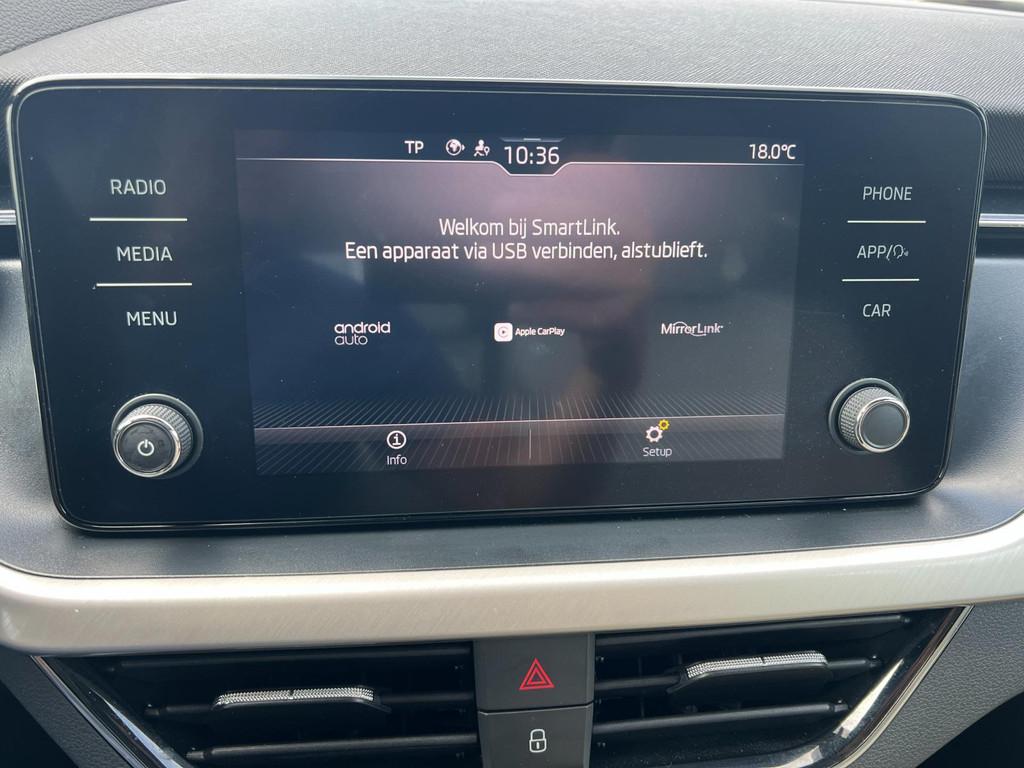 TP
10:36
18.0°C
RADIO
MEDIA
MENU
Welkom bij SmartLink.
Een apparaat via USB verbinden, alstublieft.
android
auto
Apple CarPlay
MirrorLink
Info
Setup
PHONE
APP/
CAR